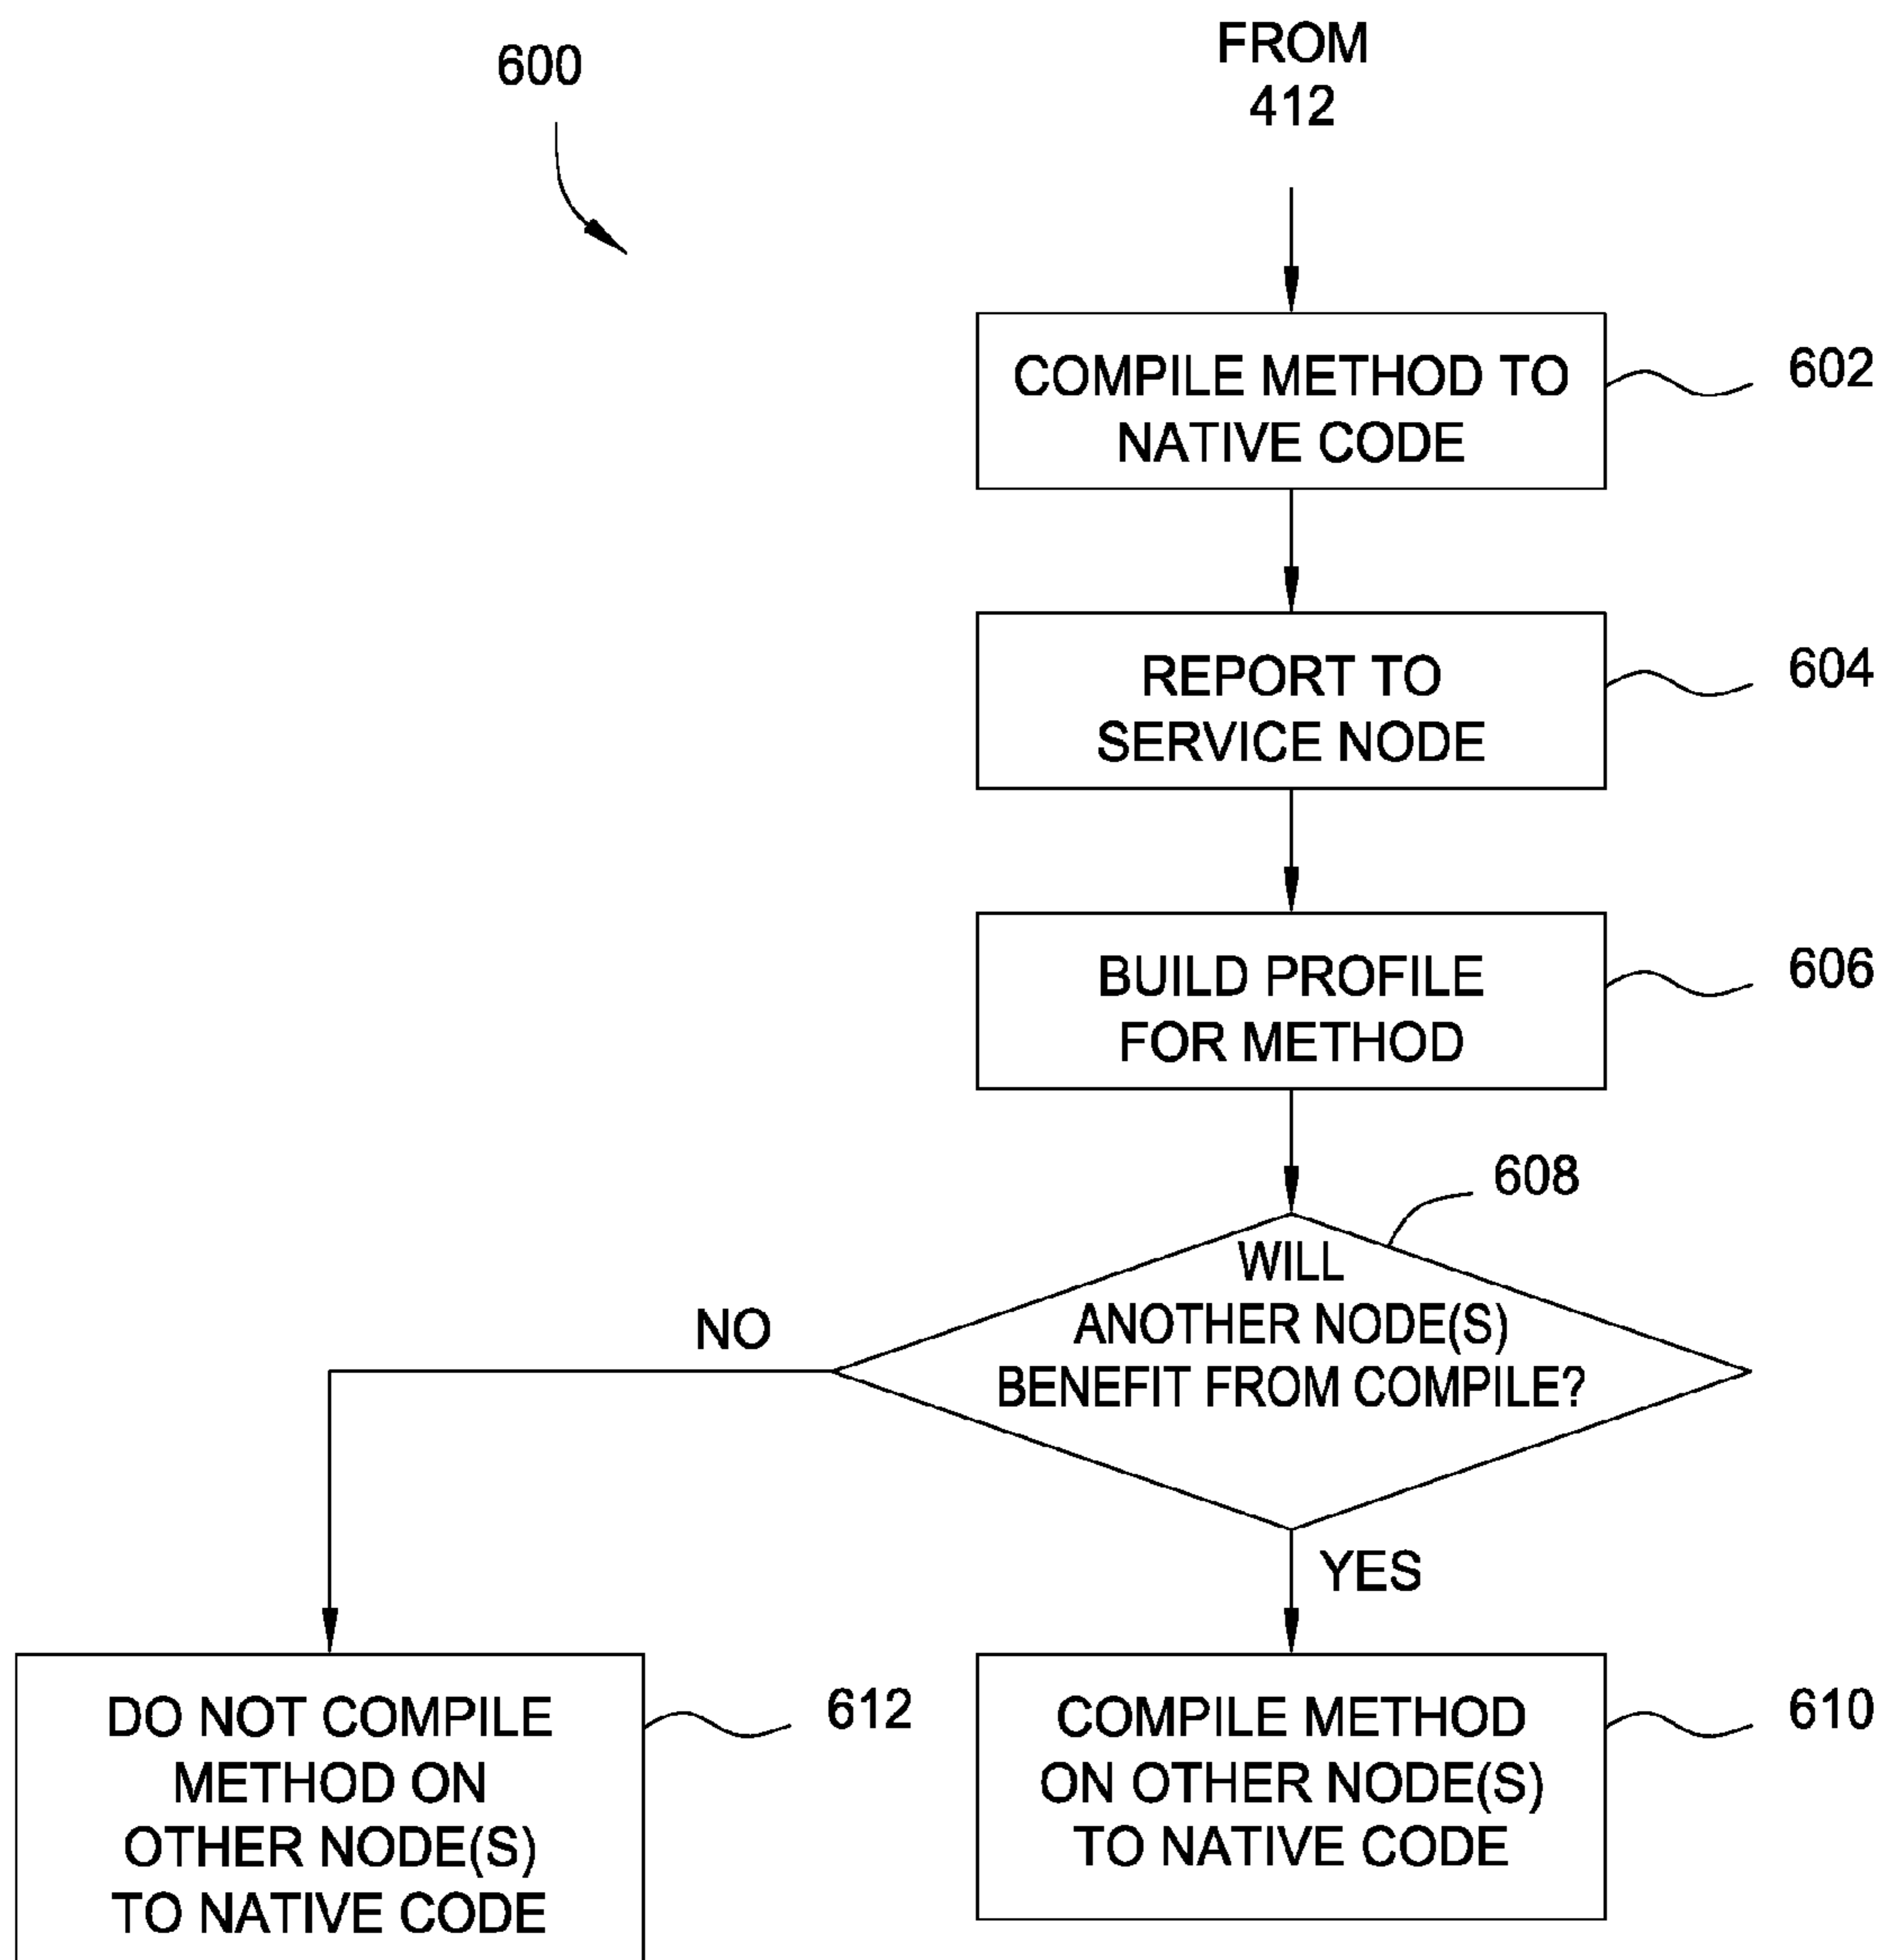 600
FROM
412
COMPILE METHOD TO
NATIVE CODE
602
REPORT TO
SERVICE NODE
604
BUILD PROFILE
FOR METHOD
606
608
WILL
ANOTHER NODE(S)
BENEFIT FROM COMPILE?
NO
YES
DO NOT COMPILE
METHOD ON
OTHER NODE(S)
TO NATIVE CODE
612
COMPILE METHOD
ON OTHER NODE(S)
TO NATIVE CODE
610